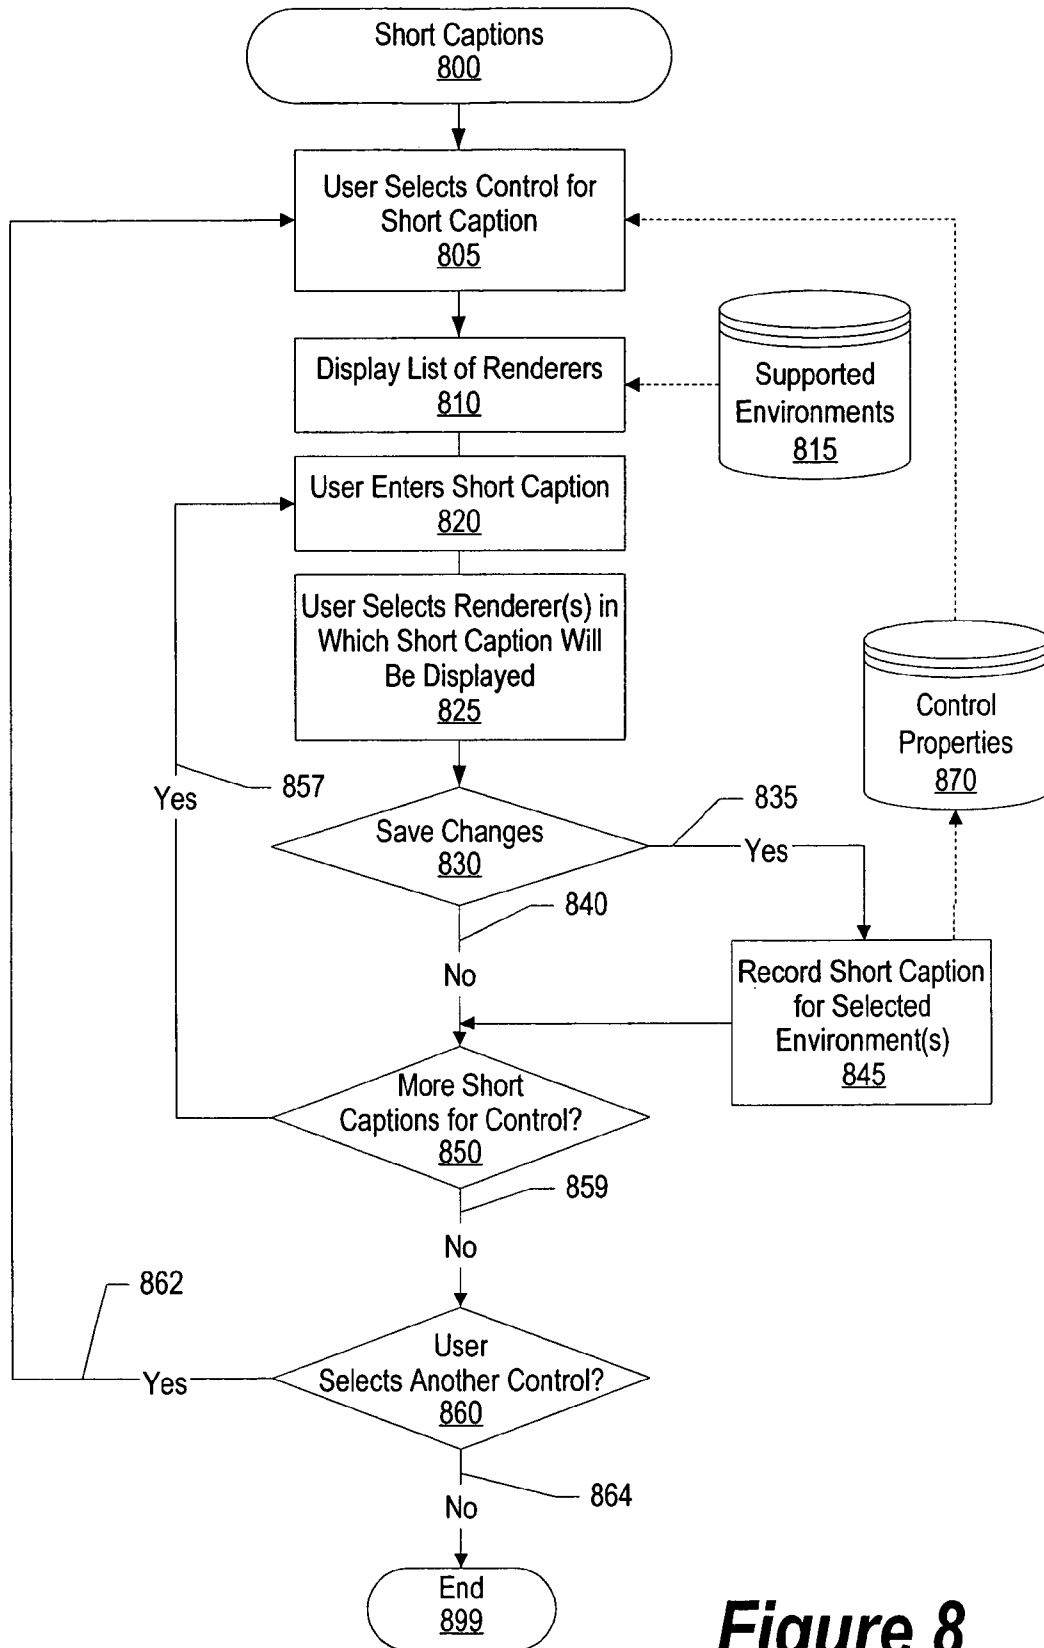 Short Captions
800
User Selects Control for
Short Caption
805
Display List of Renderers
810
Supported
Environments
815
User Enters Short Caption
820
User Selects Renderer(s) in
Which Short Caption Will
Be Displayed
825
Control
Properties
870
857
Yes
835
Save Changes
830
Yes
840
No
Record Short Caption
for Selected
Environment(s)
845
More Short
Captions for Control?
850
859
No
862
User
Selects Another Control?
860
Yes
864
No
End
899
Figure 8